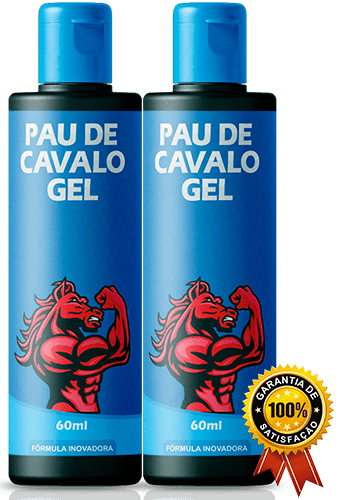 PAU DE
CAVALO
GEL
60ml
FÓRMULA INOVADORA
PAU DE
CAVALO
GEL
60ml
FÓRMULA INOVADORA
GARANTIA DE
100%
SATISFAÇÃO